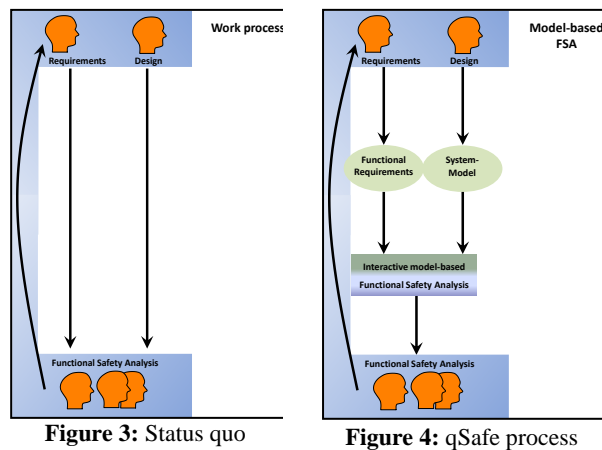 Work process
Requirements Design
Functional Safety Analysis
Figure 3: Status quo
Model-based
FSA
Requirements Design
Functional
Requirements
System-
Model
Interactive model-based
Functional Safety Analysis
Functional Safety Analysis
Figure 4: qSafe process